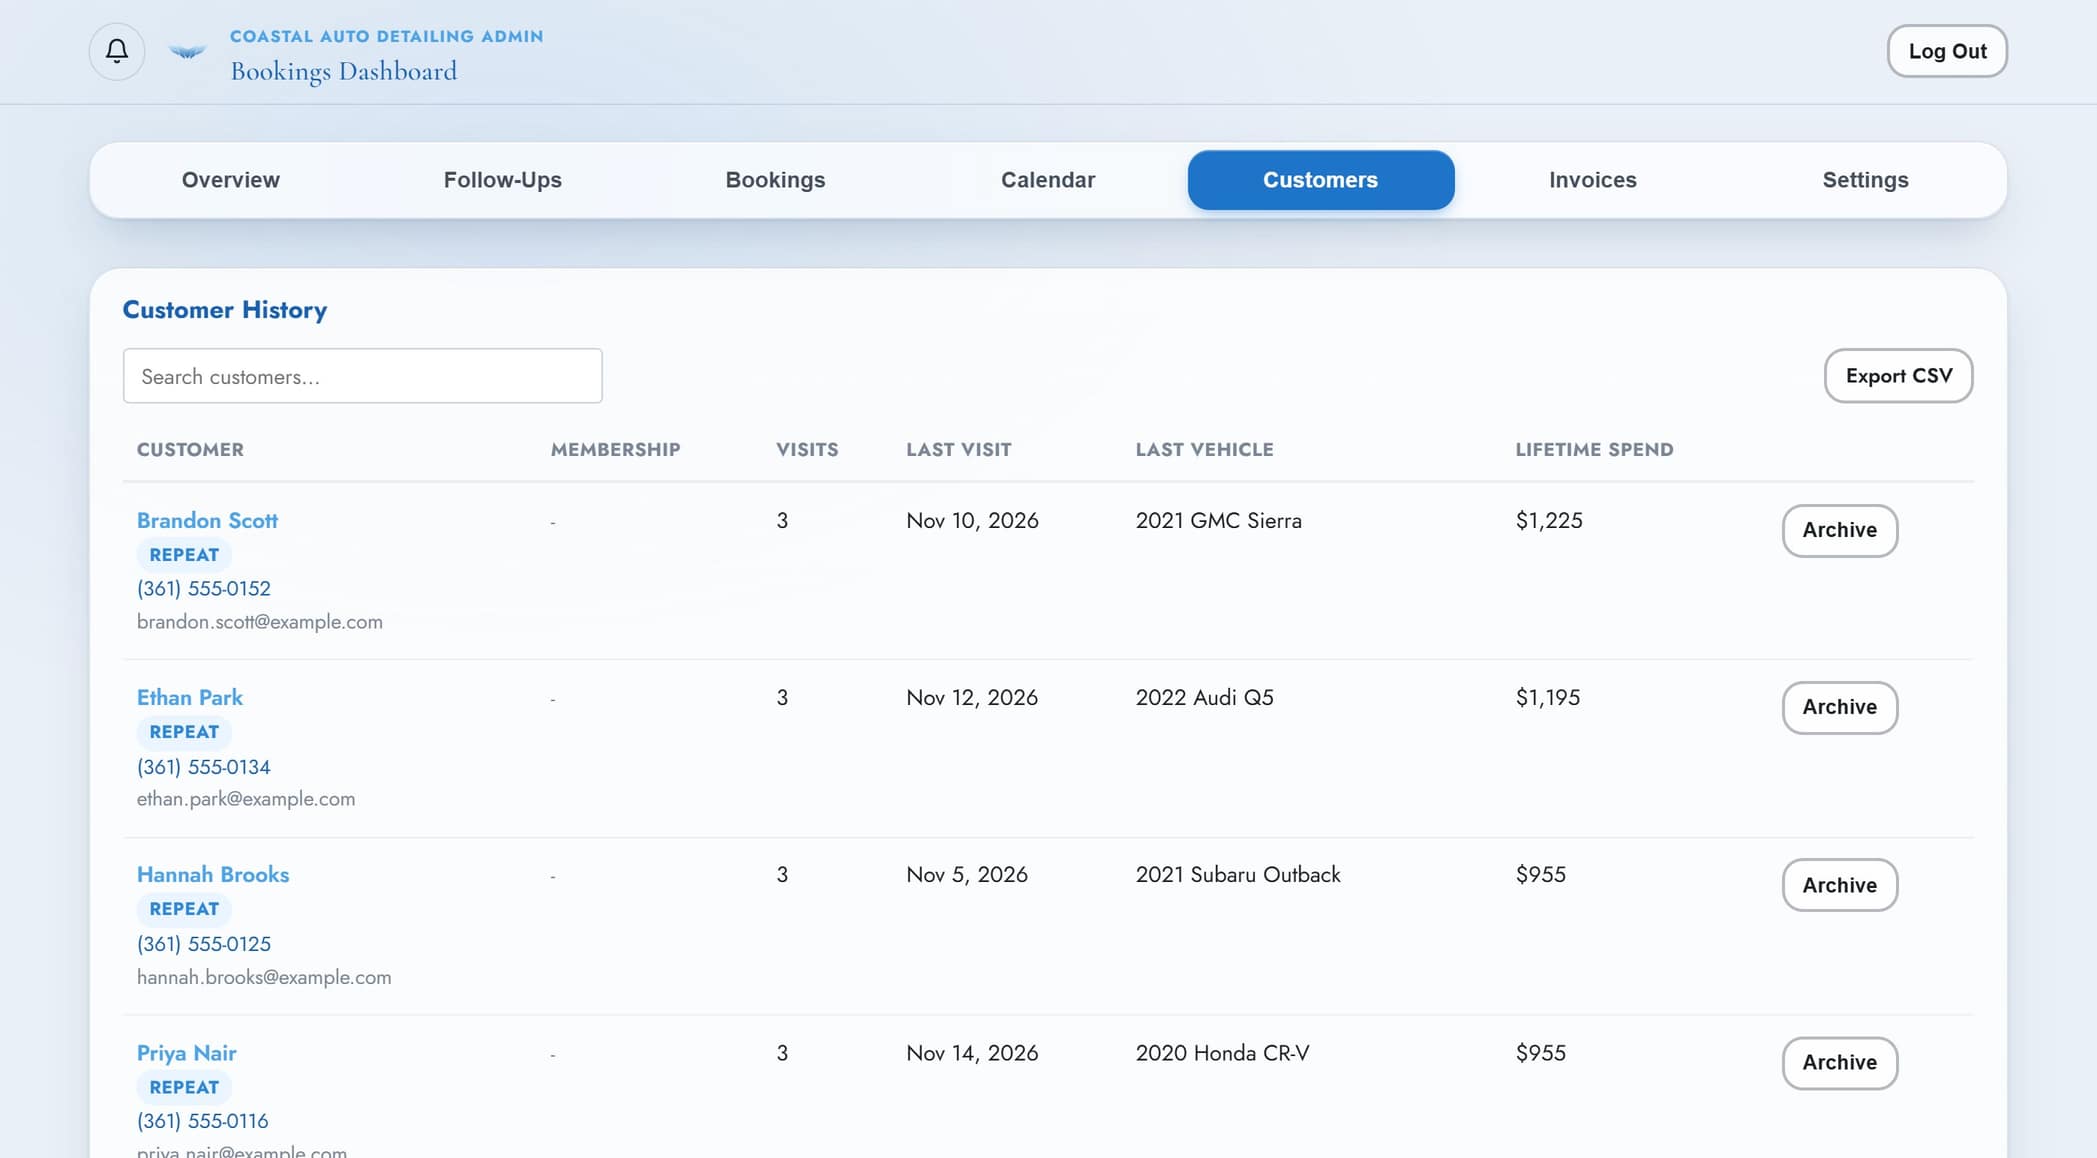 COASTAL AUTO DETAILING ADMIN
Bookings Dashboard
Log Out
Overview
Follow-Ups
Bookings
Calendar
Customers
Invoices
Settings
Customer History
Search customers...
Export CSV
CUSTOMER MEMBERSHIP VISITS LAST VISIT LAST VEHICLE LIFETIME SPEND
Brandon Scott - 3 Nov 10, 2026 2021 GMC Sierra $1,225 Archive
REPEAT
(361) 555-0152
brandon.scott@example.com
Ethan Park - 3 Nov 12, 2026 2022 Audi Q5 $1,195 Archive
REPEAT
(361) 555-0134
ethan.park@example.com
Hannah Brooks - 3 Nov 5, 2026 2021 Subaru Outback $955 Archive
REPEAT
(361) 555-0125
hannah.brooks@example.com
Priya Nair - 3 Nov 14, 2026 2020 Honda CR-V $955 Archive
REPEAT
(361) 555-0116
priya.nair@example.com